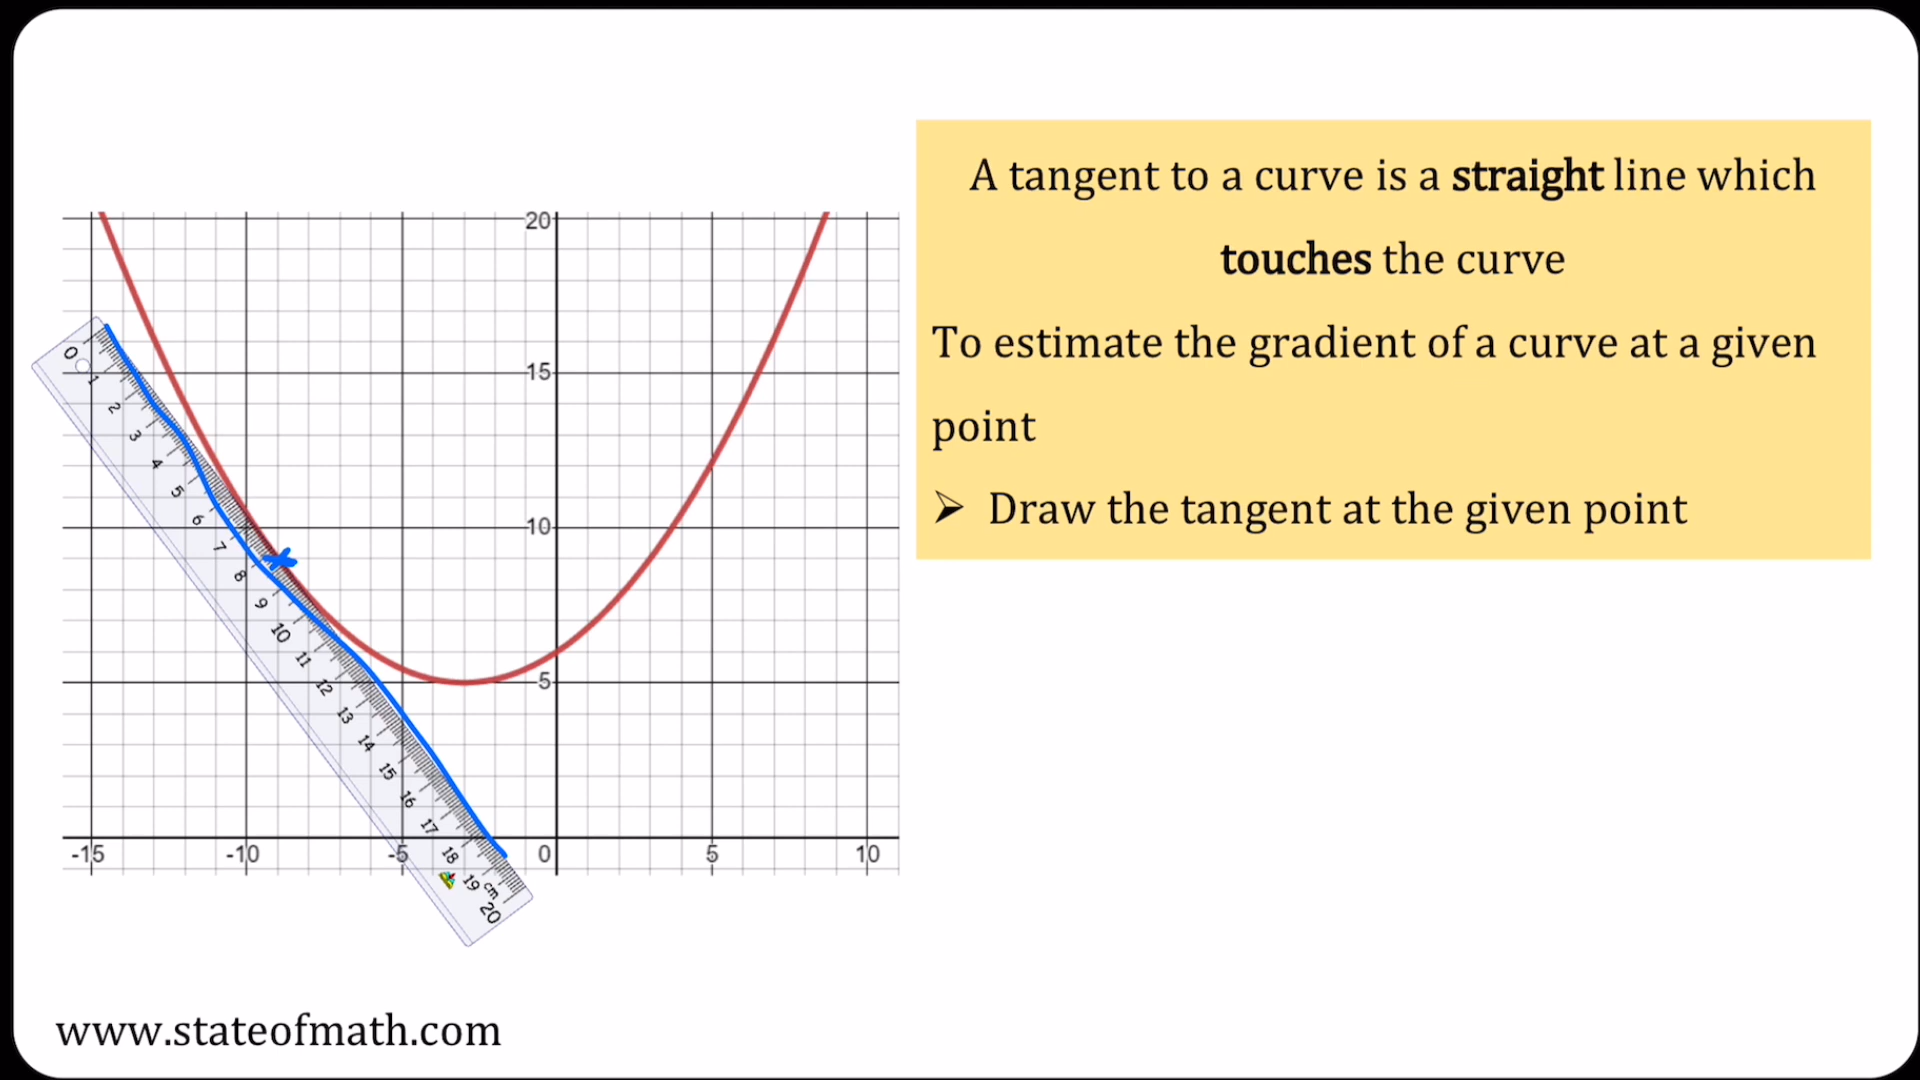 A tangent to a curve is a straight line which
touches the curve
To estimate the gradient of a curve at a given
point
➢ Draw the tangent at the given point
20
15
10
5
-15 -10 -5 0 5 10
0 1 2 3 4 5 6 7 8 9 10 11 12 13 14 15 16 17 18 19 20 cm
www.stateofmath.com